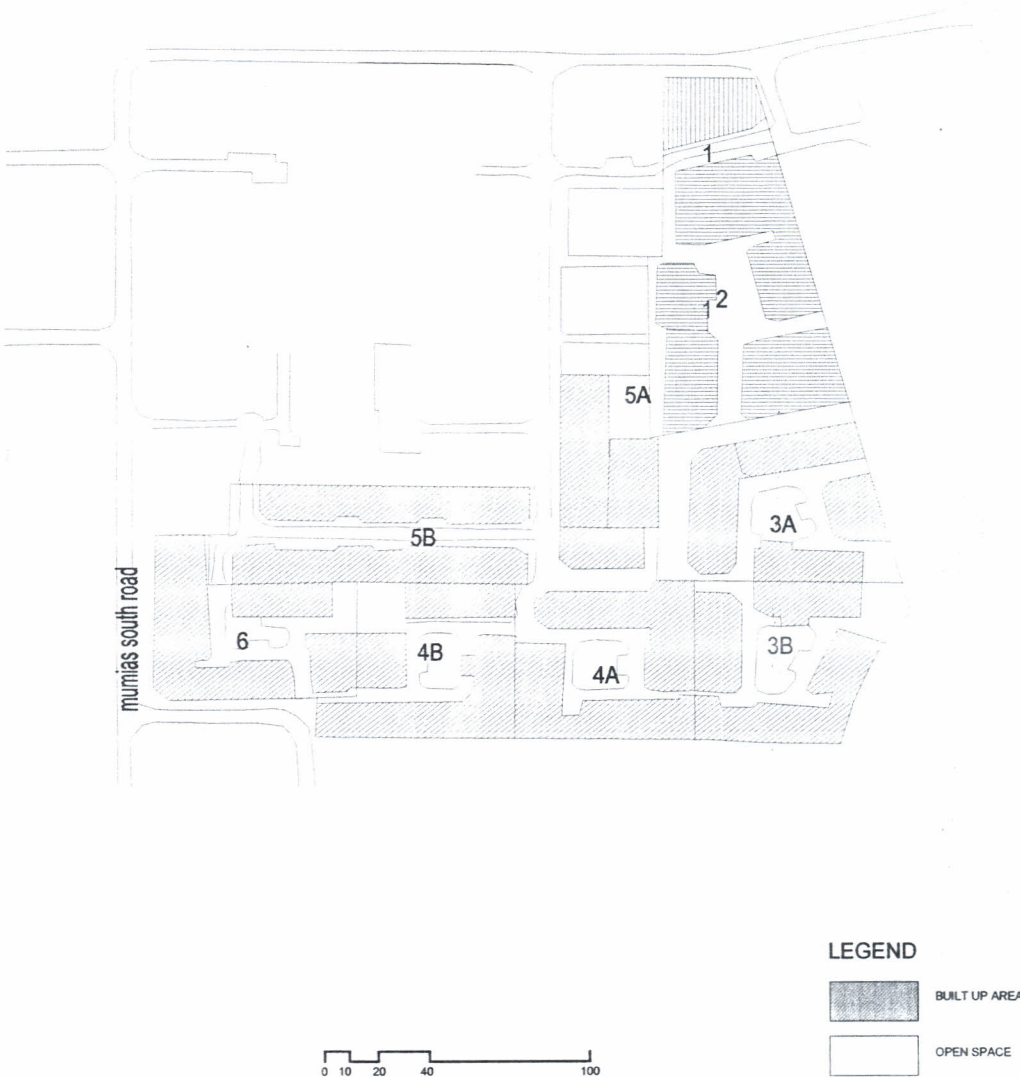 1
2
5A
3A
5B
mumias south road
6
4B
4A
3B
LEGEND
BUILT UP AREA
OPEN SPACE
0 10 20 40 100